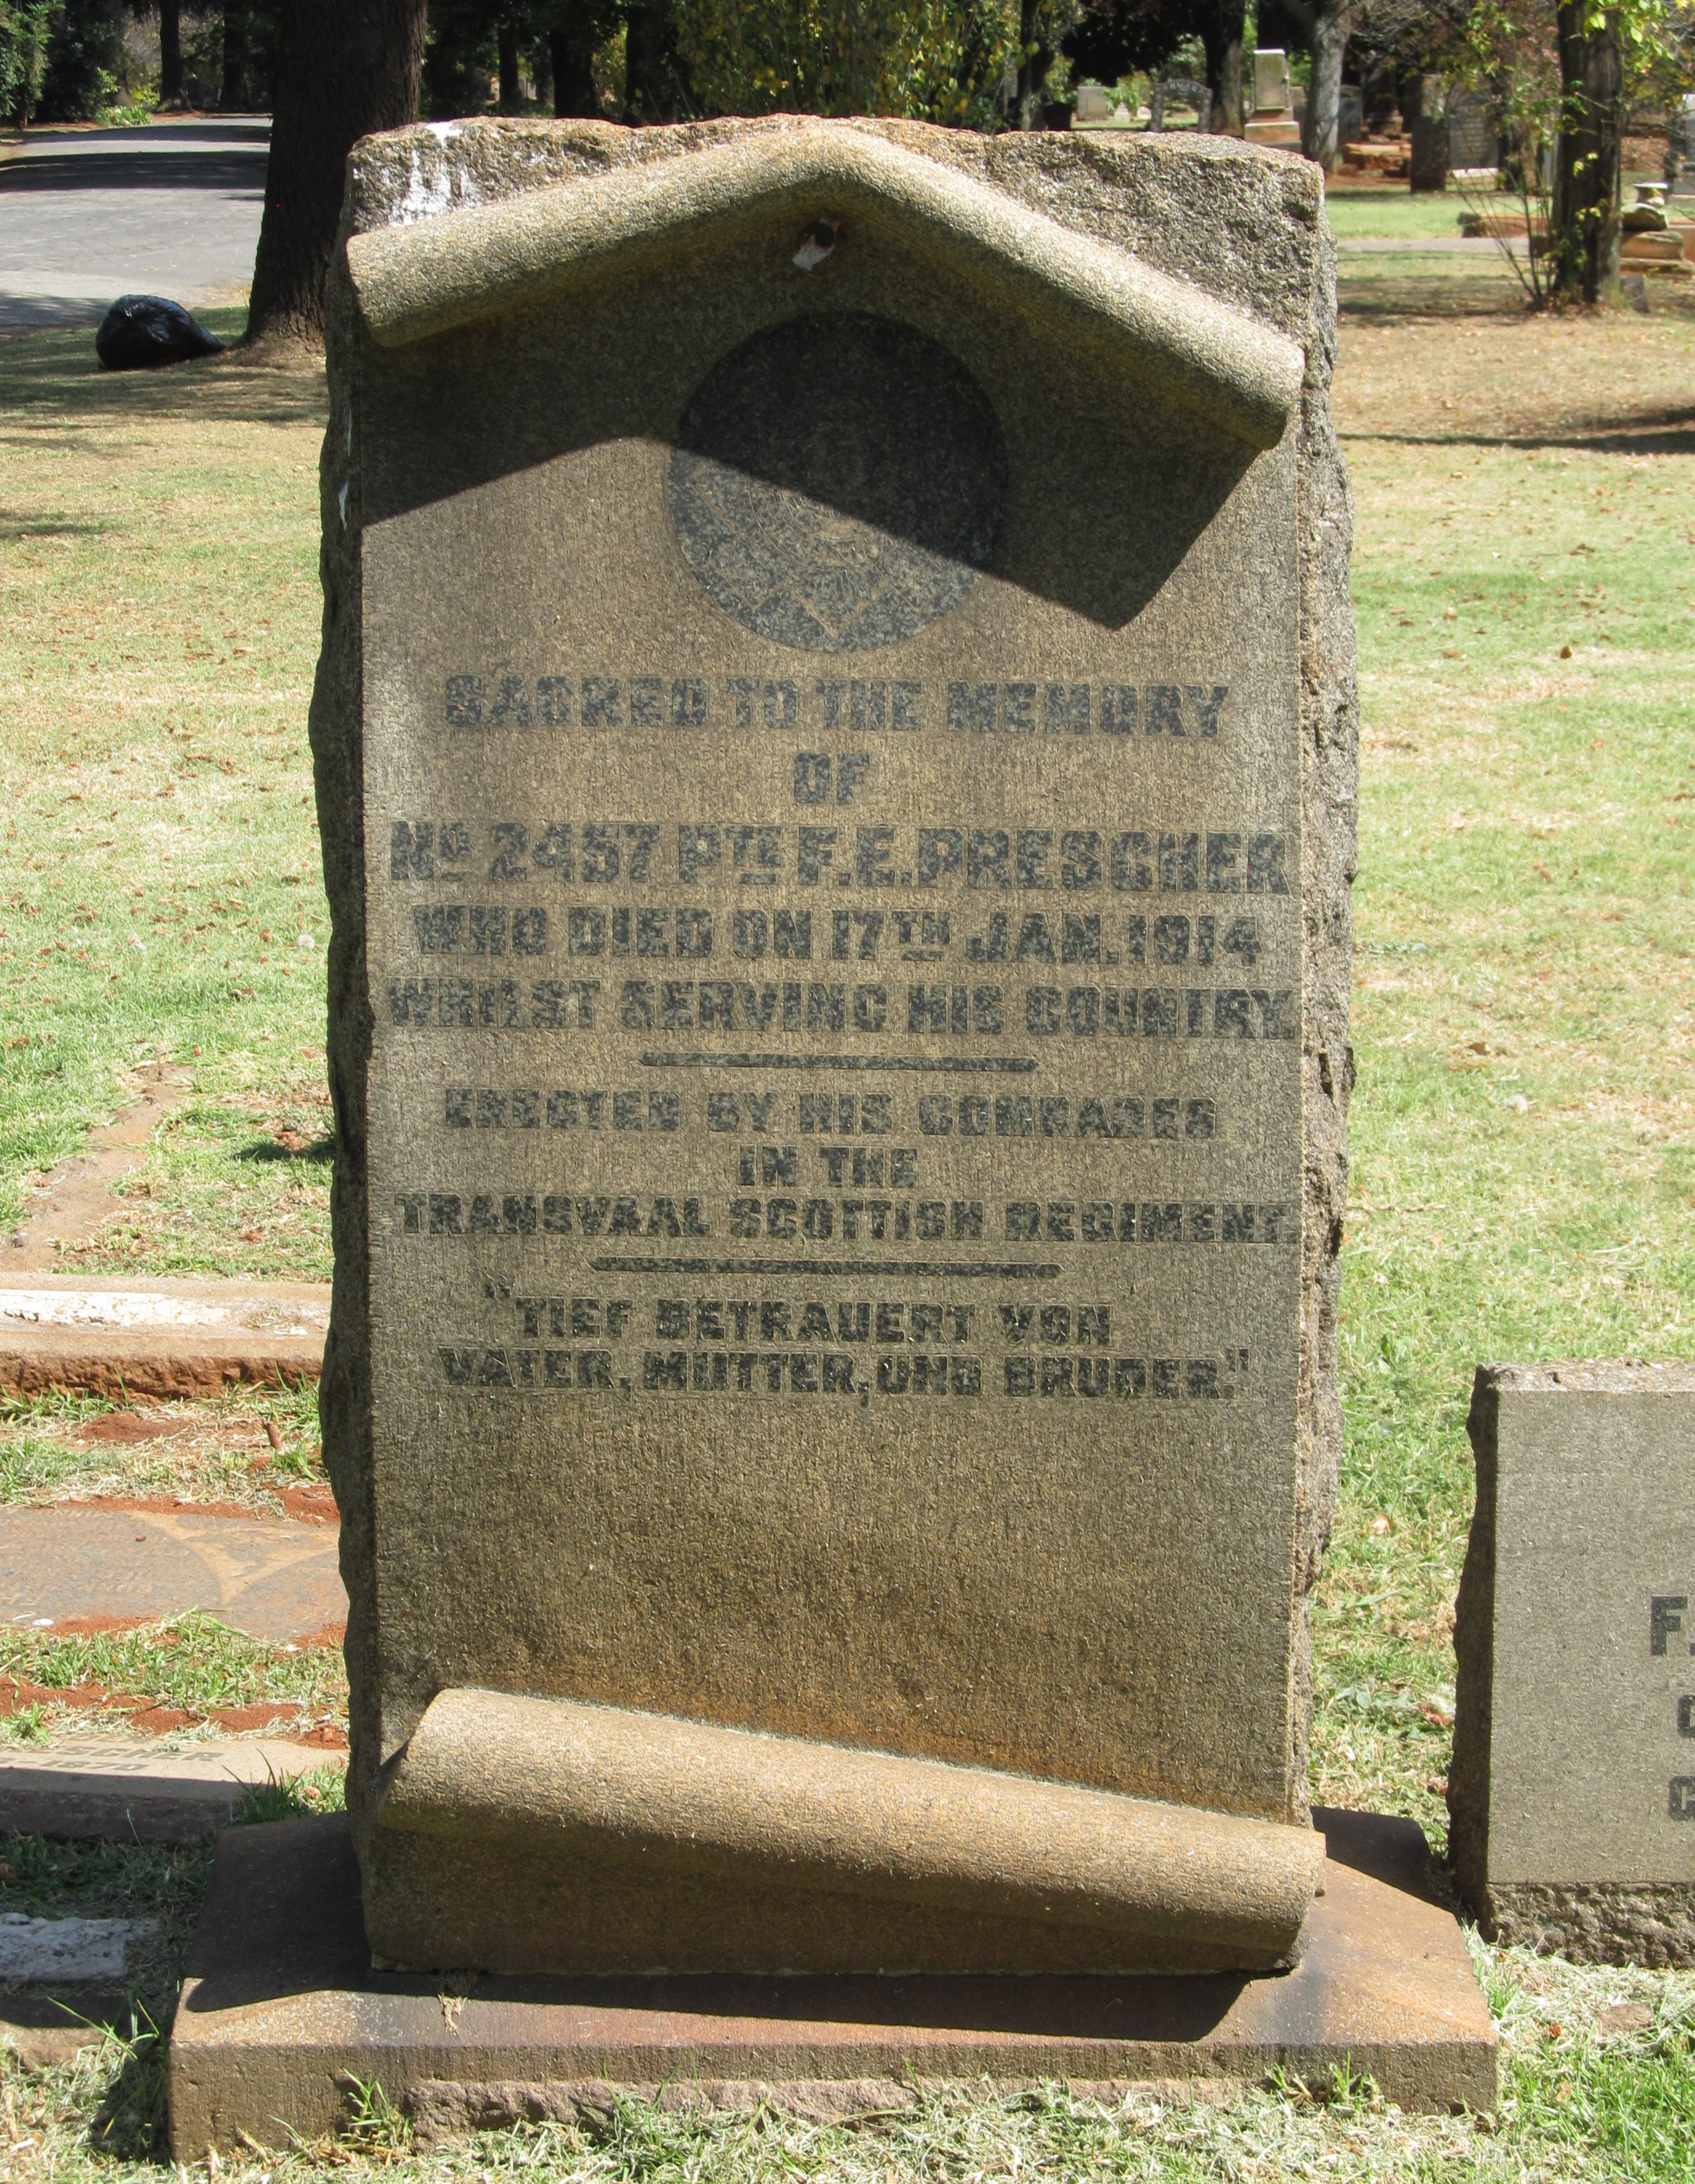 SACRED TO THE MEMORY
OF
No 2457 PTE F.E. PRESCHER
WHO DIED ON 17TH JAN. 1914
WHILST SERVING HIS COUNTRY.
ERECTED BY HIS COMRADES
IN THE
TRANSVAAL SCOTTISH REGIMENT
"TIEF BETRAUERT VON
VATER, MUTTER, UND BRUDER."
F.